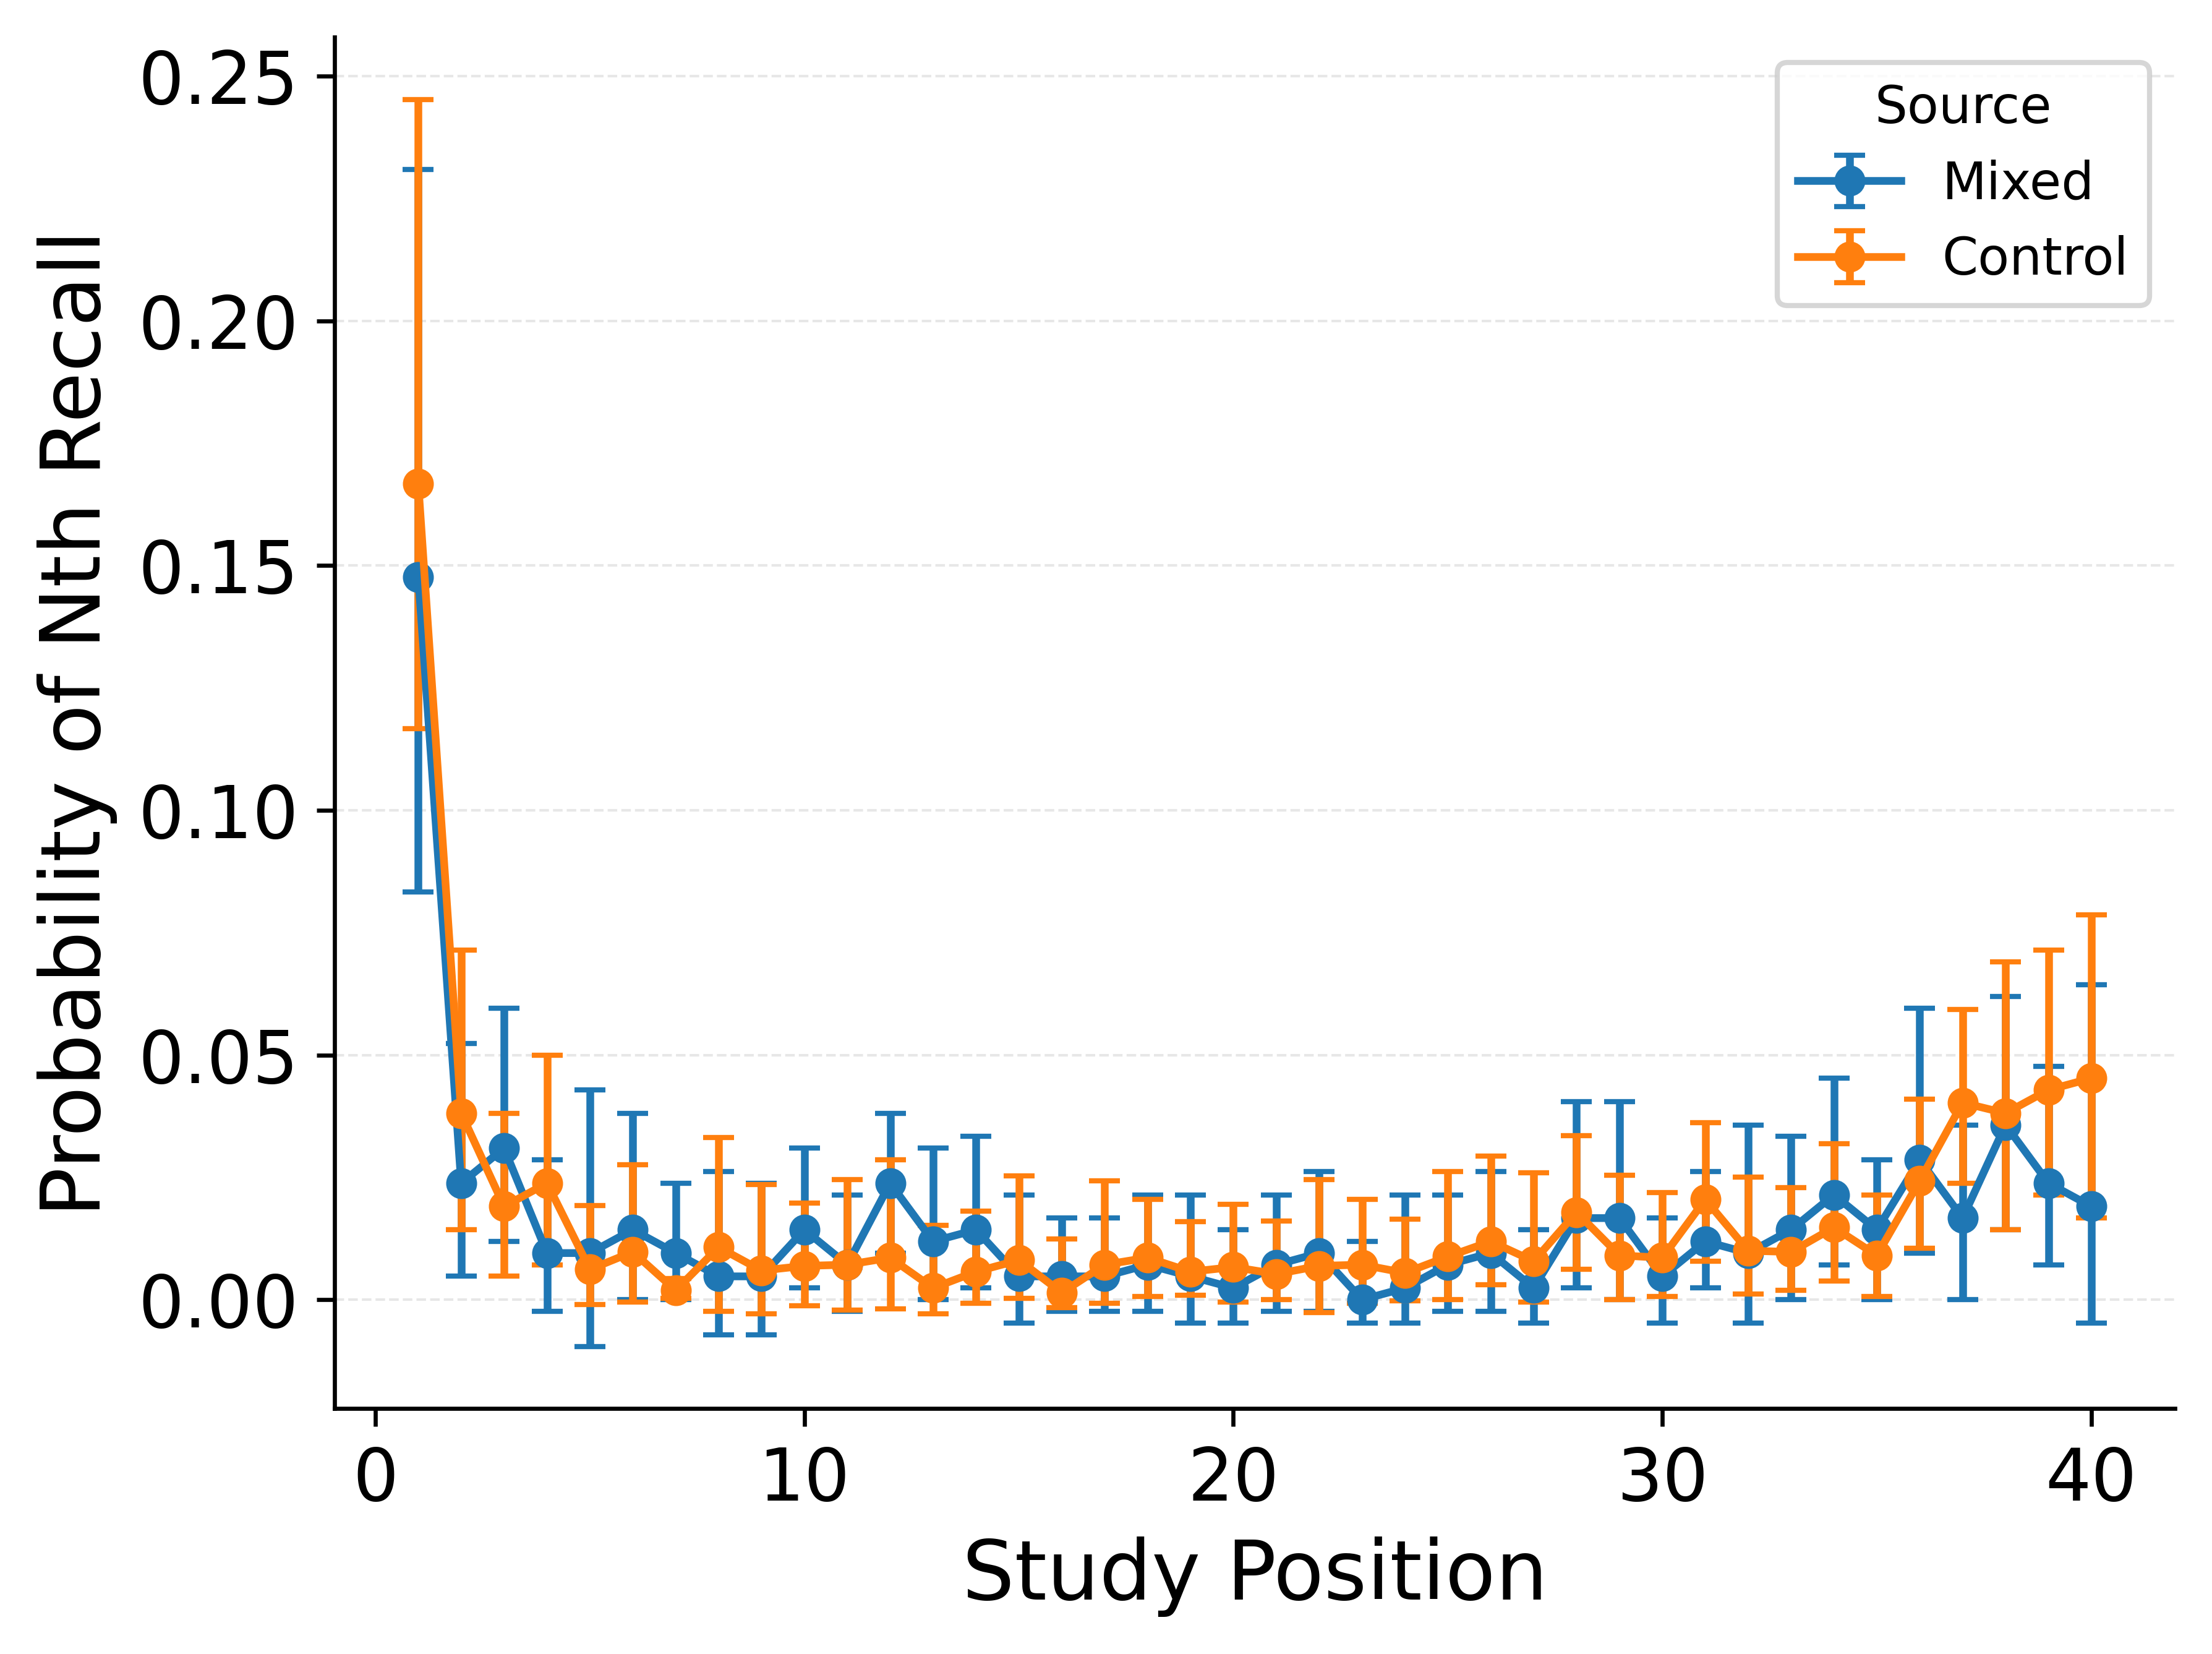 Probability of Nth Recall
0.25
0.20
0.15
0.10
0.05
0.00
Source
Mixed
Control
0 10 20 30 40
Study Position